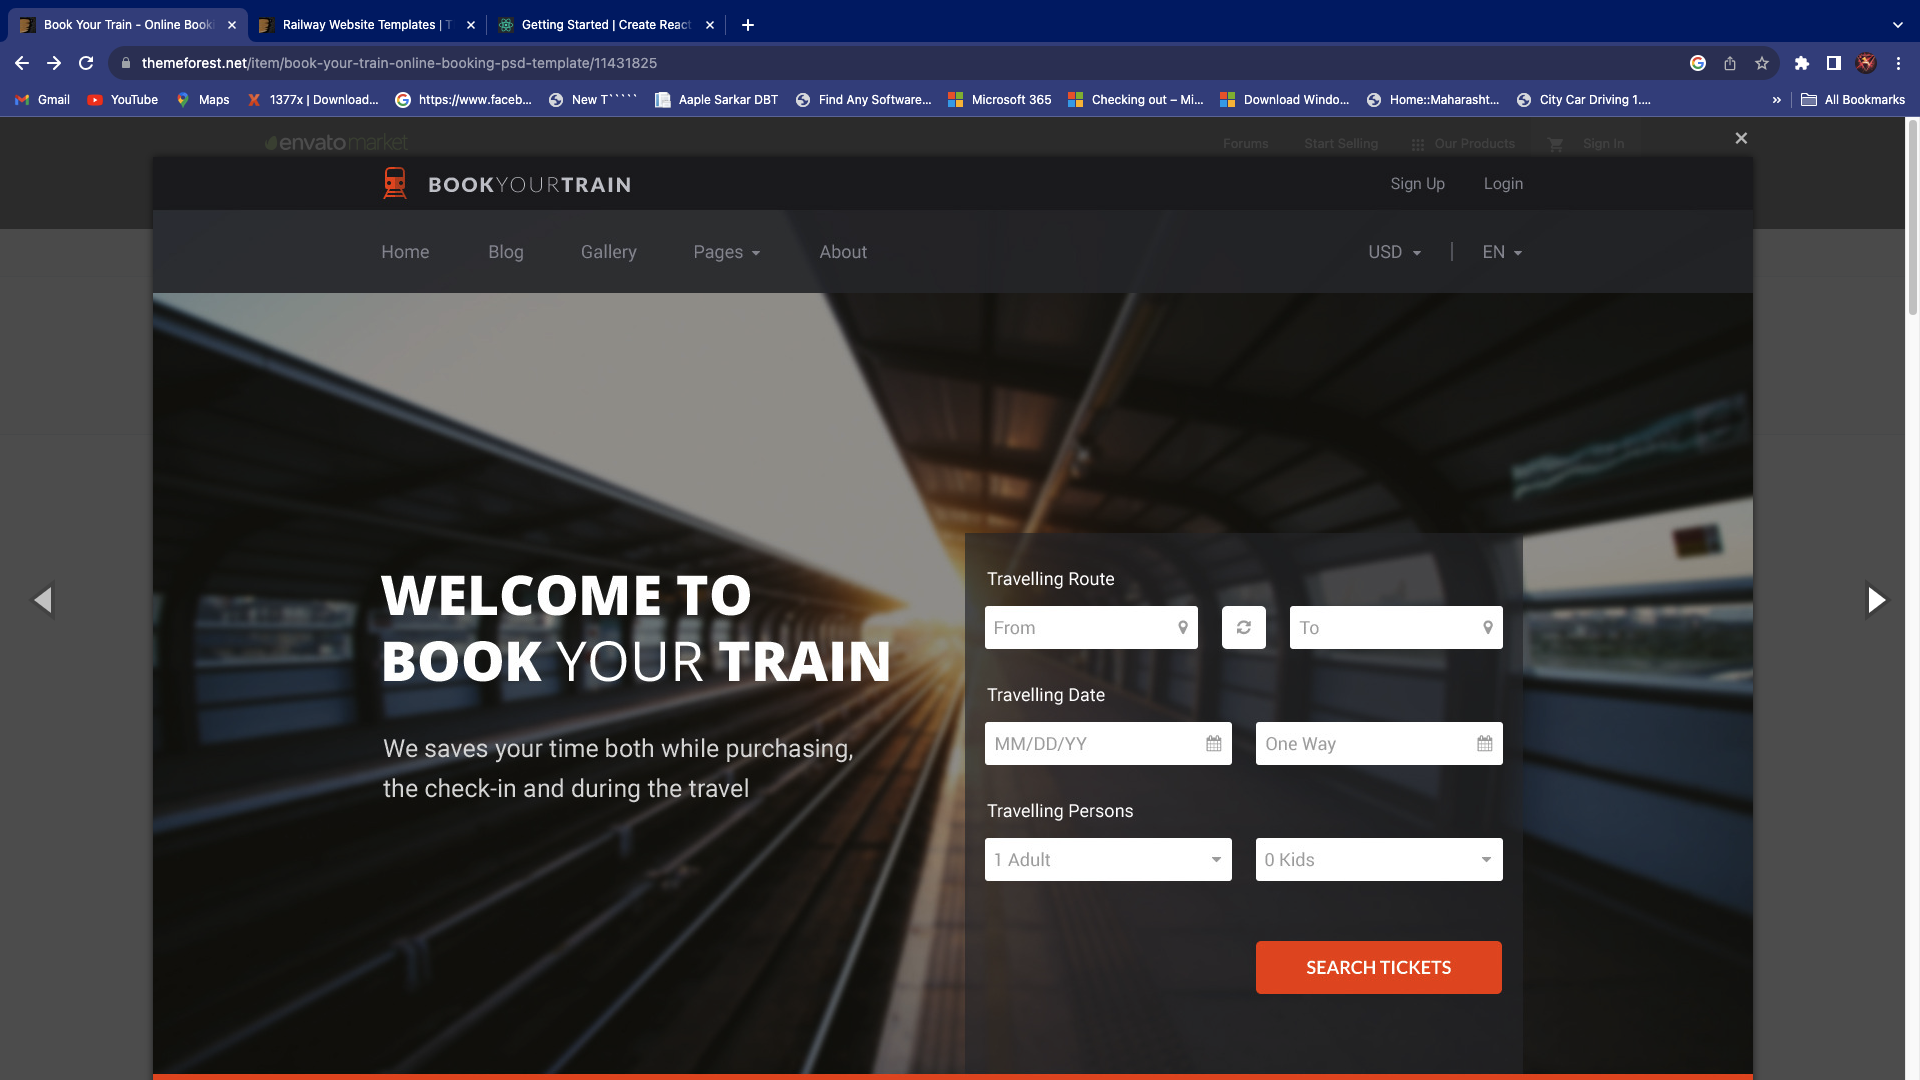 Book Your Train - Online Booki
Railway Website Templates | T
Getting Started | Create React
themeforest.net/item/book-your-train-online-booking-psd-template/11431825
Gmail
YouTube
Maps
1377x | Download...
https://www.faceb...
New T`````
Aaple Sarkar DBT
Find Any Software...
Microsoft 365
Checking out – Mi...
Download Windo...
Home::Maharasht...
City Car Driving 1....
»
All Bookmarks
envatomarket
Forums
Start Selling
Our Products
Sign In
BOOKYOURTRAIN
Sign Up
Login
Home
Blog
Gallery
Pages
About
USD
EN
WELCOME TO
BOOK YOUR TRAIN
We saves your time both while purchasing,
the check-in and during the travel
Travelling Route
From
To
Travelling Date
MM/DD/YY
One Way
Travelling Persons
1 Adult
0 Kids
SEARCH TICKETS